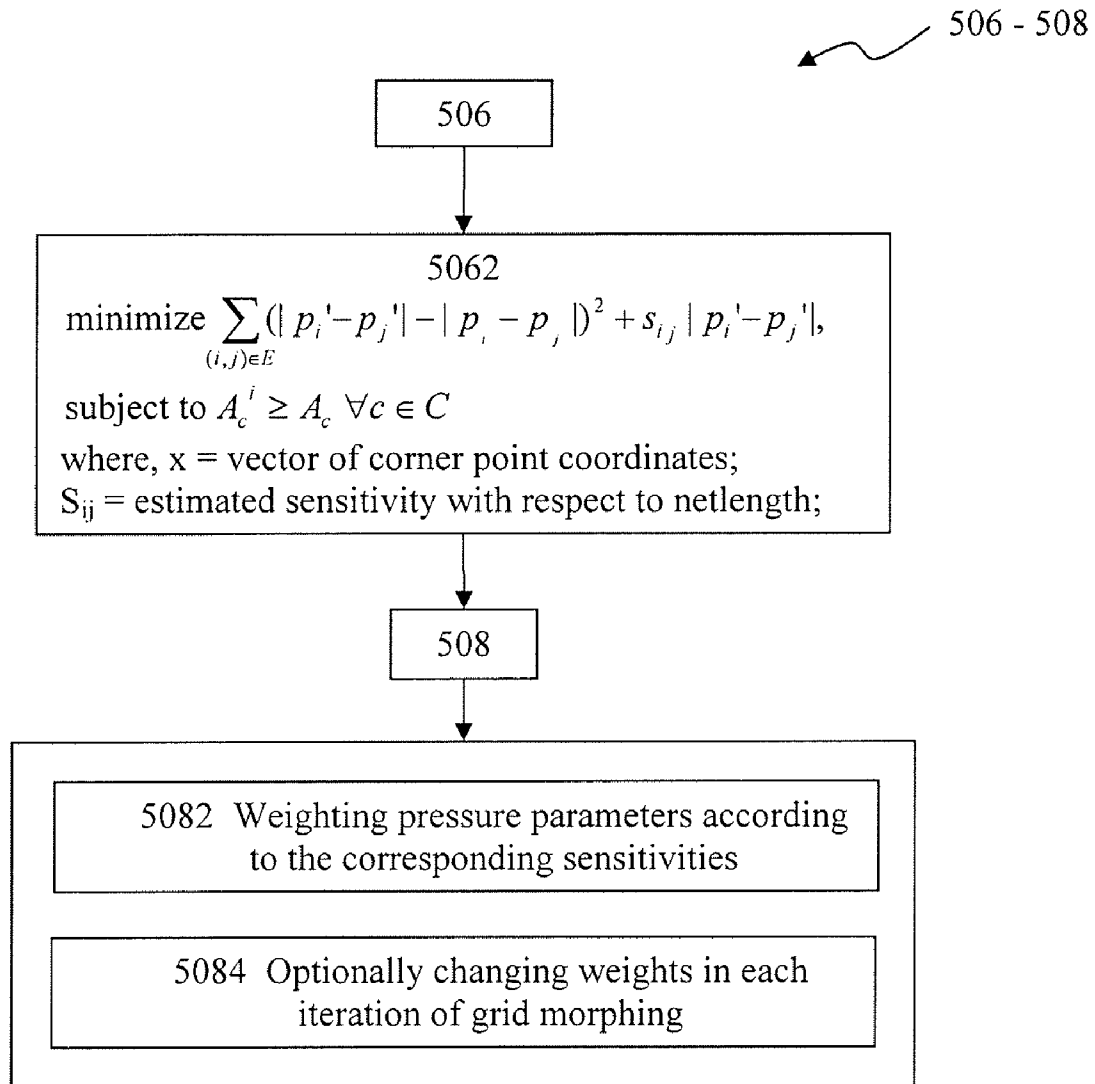 506 - 508
506
5062
minimize ∑(| p_i'−p_j'| −| p_i − p_j |)² + s_ij | p_i'−p_j'|,
(i,j)∈E
subject to A_c^i ≥ A_c ∀c ∈ C
where, x = vector of corner point coordinates;
S_ij = estimated sensitivity with respect to netlength;
508
5082 Weighting pressure parameters according
to the corresponding sensitivities
5084 Optionally changing weights in each
iteration of grid morphing